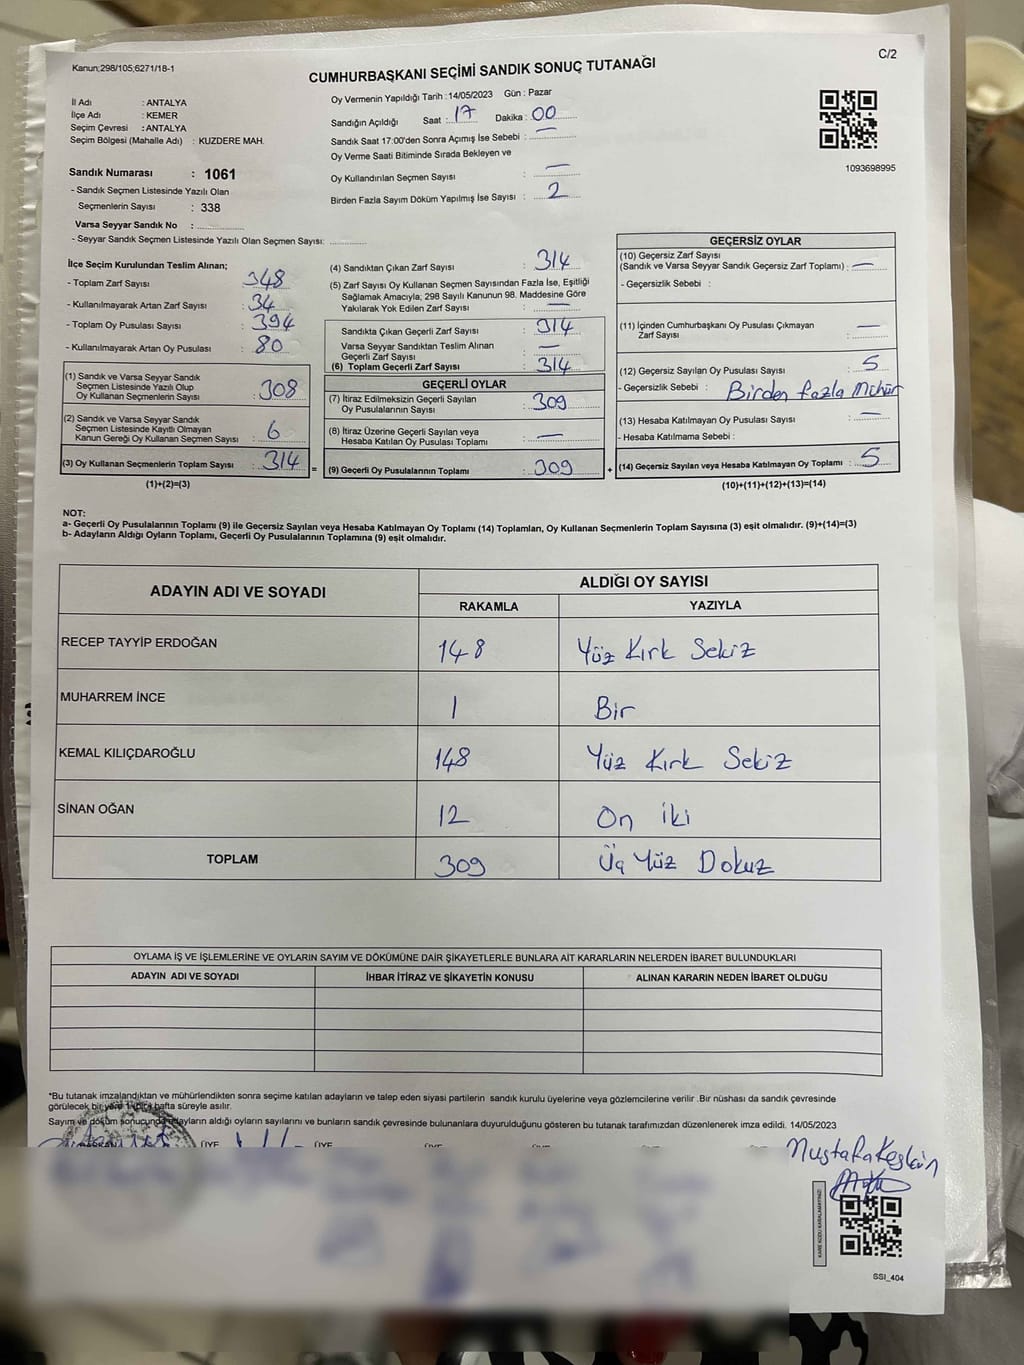 Kanun;298/105;6271/18-1
C/2
CUMHURBAŞKANI SEÇİMİ SANDIK SONUÇ TUTANAĞI
İl Adı : ANTALYA
İlçe Adı : KEMER
Seçim Çevresi : ANTALYA
Seçim Bölgesi (Mahalle Adı) : KUZDERE MAH.
Sandık Numarası : 1061
- Sandık Seçmen Listesinde Yazılı Olan
Seçmenlerin Sayısı : 338
Varsa Seyyar Sandık No :
- Seyyar Sandık Seçmen Listesinde Yazılı Olan Seçmen Sayısı:
Oy Vermenin Yapıldığı Tarih :14/05/2023 Gün : Pazar
Sandığın Açıldığı Saat : 17 Dakika : 00
Sandık Saat 17:00'den Sonra Açımış İse Sebebi : —
Oy Verme Saati Bitiminde Sırada Bekleyen ve
Oy Kullandırılan Seçmen Sayısı : —
Birden Fazla Sayım Döküm Yapılmış İse Sayısı : 2
1093698995
İlçe Seçim Kurulundan Teslim Alınan;
- Toplam Zarf Sayısı : 348
- Kullanılmayarak Artan Zarf Sayısı : 34
- Toplam Oy Pusulası Sayısı : 394
- Kullanılmayarak Artan Oy Pusulası : 80
(1) Sandık ve Varsa Seyyar Sandık
Seçmen Listesinde Yazılı Olup
Oy Kullanan Seçmenlerin Sayısı : 308
(2) Sandık ve Varsa Seyyar Sandık
Seçmen Listesinde Kayıtlı Olmayan
Kanun Gereği Oy Kullanan Seçmen Sayısı : 6
(3) Oy Kullanan Seçmenlerin Toplam Sayısı : 314
(1)+(2)=(3)
(4) Sandıktan Çıkan Zarf Sayısı : 314
(5) Zarf Sayısı Oy Kullanan Seçmen Sayısından Fazla İse, Eşitliği
Sağlamak Amacıyla; 298 Sayılı Kanunun 98. Maddesine Göre
Yakılarak Yok Edilen Zarf Sayısı : —
Sandıkta Çıkan Geçerli Zarf Sayısı : 314
Varsa Seyyar Sandıktan Teslim Alınan
Geçerli Zarf Sayısı : —
(6) Toplam Geçerli Zarf Sayısı : 314
GEÇERLİ OYLAR
(7) İtiraz Edilmeksizin Geçerli Sayılan
Oy Pusulalarının Sayısı : 309
(8) İtiraz Üzerine Geçerli Sayılan veya
Hesaba Katılan Oy Pusulası Toplamı : —
= (9) Geçerli Oy Pusulalarının Toplamı : 309 +
GEÇERSİZ OYLAR
(10) Geçersiz Zarf Sayısı
(Sandık ve Varsa Seyyar Sandık Geçersiz Zarf Toplamı) : —
- Geçersizlik Sebebi :
(11) İçinden Cumhurbaşkanı Oy Pusulası Çıkmayan
Zarf Sayısı : —
(12) Geçersiz Sayılan Oy Pusulası Sayısı : 5
- Geçersizlik Sebebi : Birden fazla Mühür
(13) Hesaba Katılmayan Oy Pusulası Sayısı : —
- Hesaba Katılmama Sebebi :
(14) Geçersiz Sayılan veya Hesaba Katılmayan Oy Toplamı : 5
(10)+(11)+(12)+(13)=(14)
NOT:
a- Geçerli Oy Pusulalarının Toplamı (9) ile Geçersiz Sayılan veya Hesaba Katılmayan Oy Toplamı (14) Toplamları, Oy Kullanan Seçmenlerin Toplam Sayısına (3) eşit olmalıdır. (9)+(14)=(3)
b- Adayların Aldığı Oyların Toplamı, Geçerli Oy Pusulalarının Toplamına (9) eşit olmalıdır.
ADAYIN ADI VE SOYADI
ALDIĞI OY SAYISI
RAKAMLA YAZIYLA
RECEP TAYYİP ERDOĞAN 148 Yüz Kırk Sekiz
MUHARREM İNCE 1 Bir
KEMAL KILIÇDAROĞLU 148 Yüz Kırk Sekiz
SİNAN OĞAN 12 On iki
TOPLAM 309 Üç Yüz Dokuz
OYLAMA İŞ VE İŞLEMLERİNE VE OYLARIN SAYIM VE DÖKÜMÜNE DAİR ŞİKAYETLERLE BUNLARA AİT KARARLARIN NELERDEN İBARET BULUNDUKLARI
ADAYIN ADI VE SOYADI İHBAR İTİRAZ VE ŞİKAYETİN KONUSU ALINAN KARARIN NEDEN İBARET OLDUĞU
*Bu tutanak imzalandıktan ve mühürlendikten sonra seçime katılan adayların ve talep eden siyasi partilerin sandık kurulu üyelerine veya gözlemcilerine verilir .Bir nüshası da sandık çevresinde
görülecek bir yere 1 bir hafta süreyle asılır.
Sayım ve döküm sonucunda adayların aldığı oyların sayılarını ve bunların sandık çevresinde bulunanlara duyurulduğunu gösteren bu tutanak tarafımızdan düzenlenerek imza edildi. 14/05/2023
ÜYE ÜYE
Mustafa Keskin
KARE KODU KARALAMAYINIZ!
SSI_404